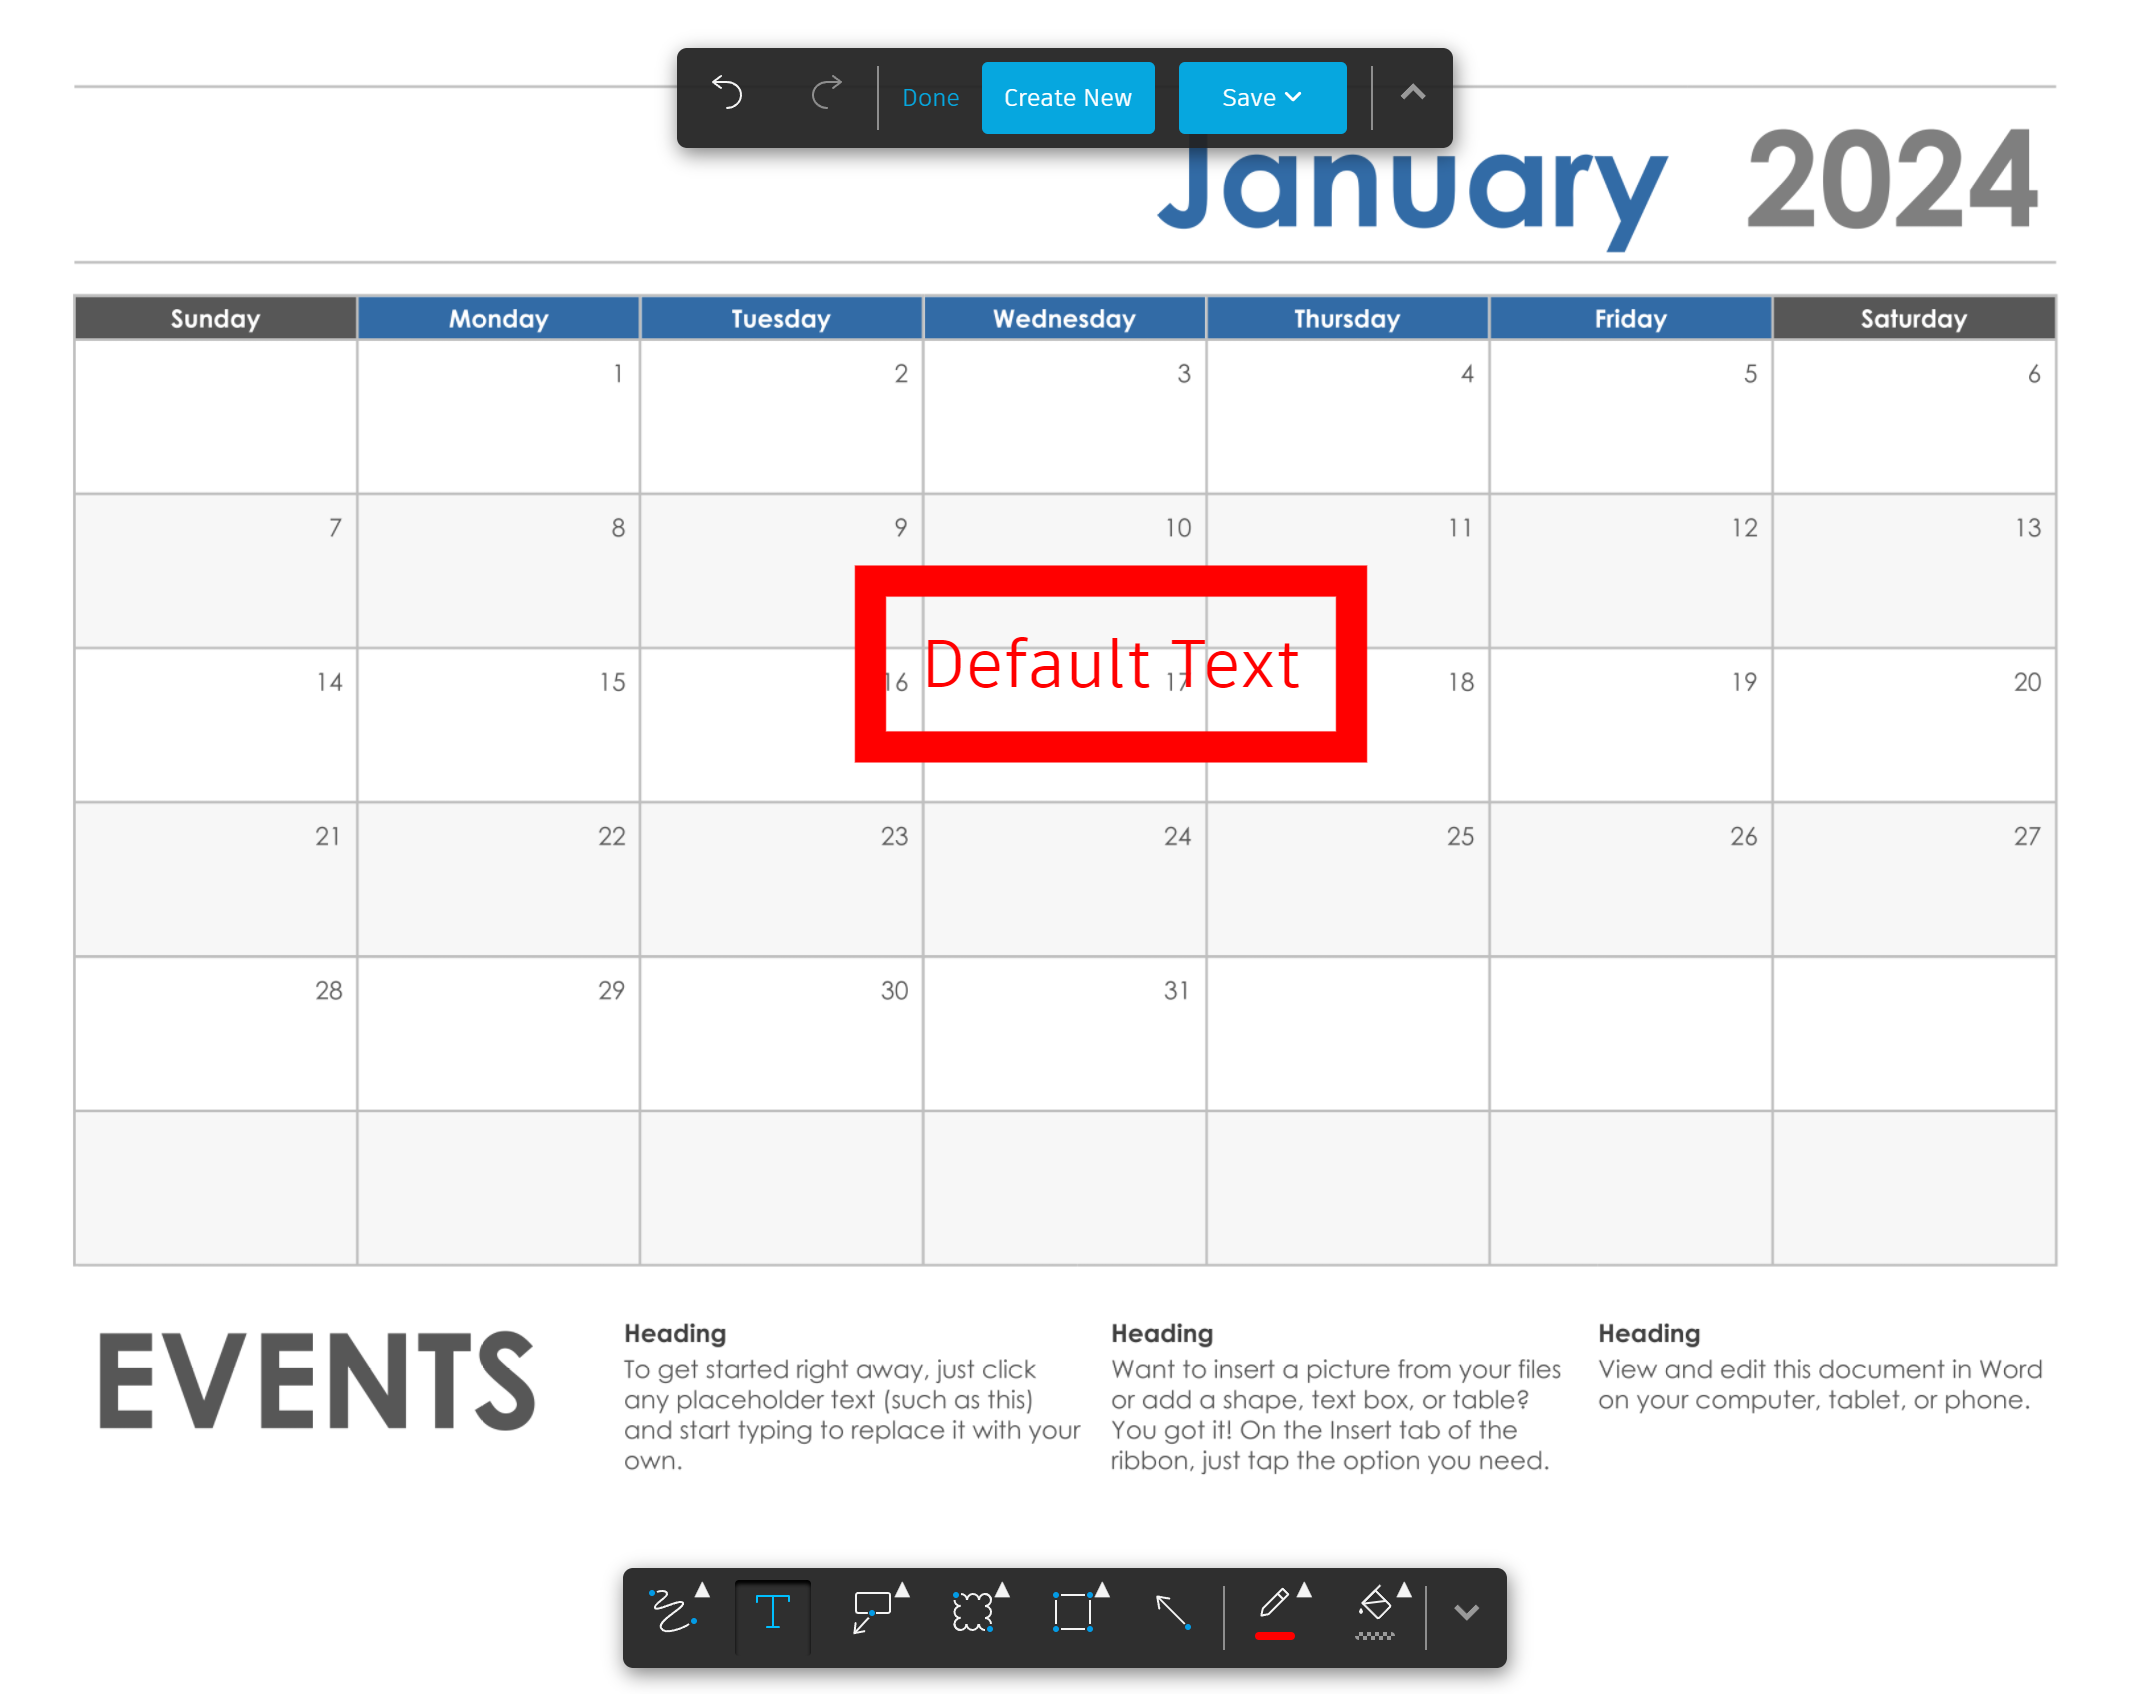 Done Create New Save
January 2024
Sunday Monday Tuesday Wednesday Thursday Friday Saturday
1 2 3 4 5 6
7 8 9 10 11 12 13
Default Text
14 15 16 17 18 19 20
21 22 23 24 25 26 27
28 29 30 31
EVENTS
Heading
To get started right away, just click
any placeholder text (such as this)
and start typing to replace it with your
own.
Heading
Want to insert a picture from your files
or add a shape, text box, or table?
You got it! On the Insert tab of the
ribbon, just tap the option you need.
Heading
View and edit this document in Word
on your computer, tablet, or phone.
T